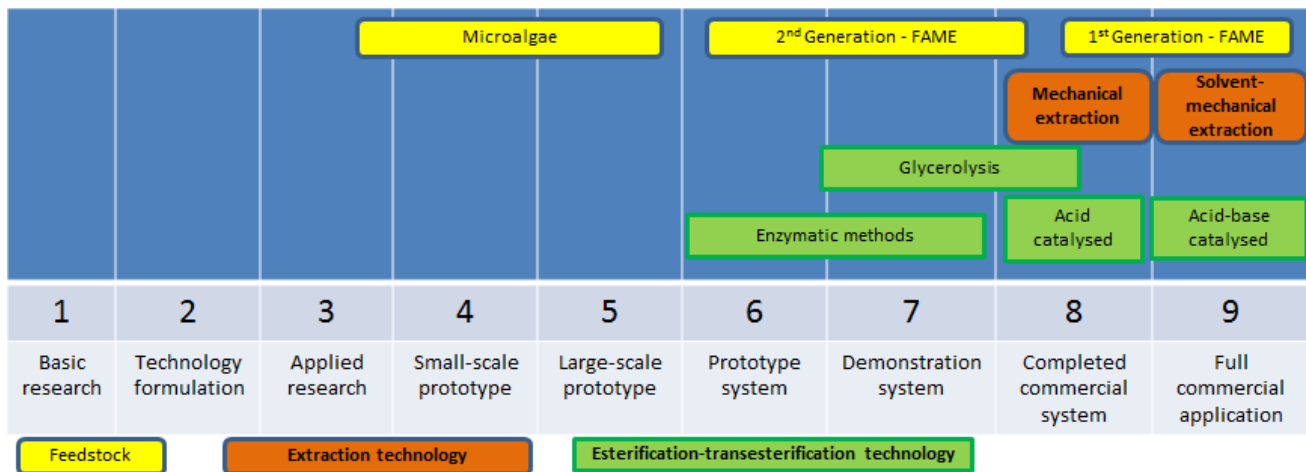 Microalgae
2nd Generation - FAME
1st Generation - FAME
Mechanical
extraction
Solvent-
mechanical
extraction
Glycerolysis
Enzymatic methods
Acid
catalysed
Acid-base
catalysed
1 2 3 4 5 6 7 8 9
Basic
research
Technology
formulation
Applied
research
Small-scale
prototype
Large-scale
prototype
Prototype
system
Demonstration
system
Completed
commercial
system
Full
commercial
application
Feedstock
Extraction technology
Esterification-transesterification technology